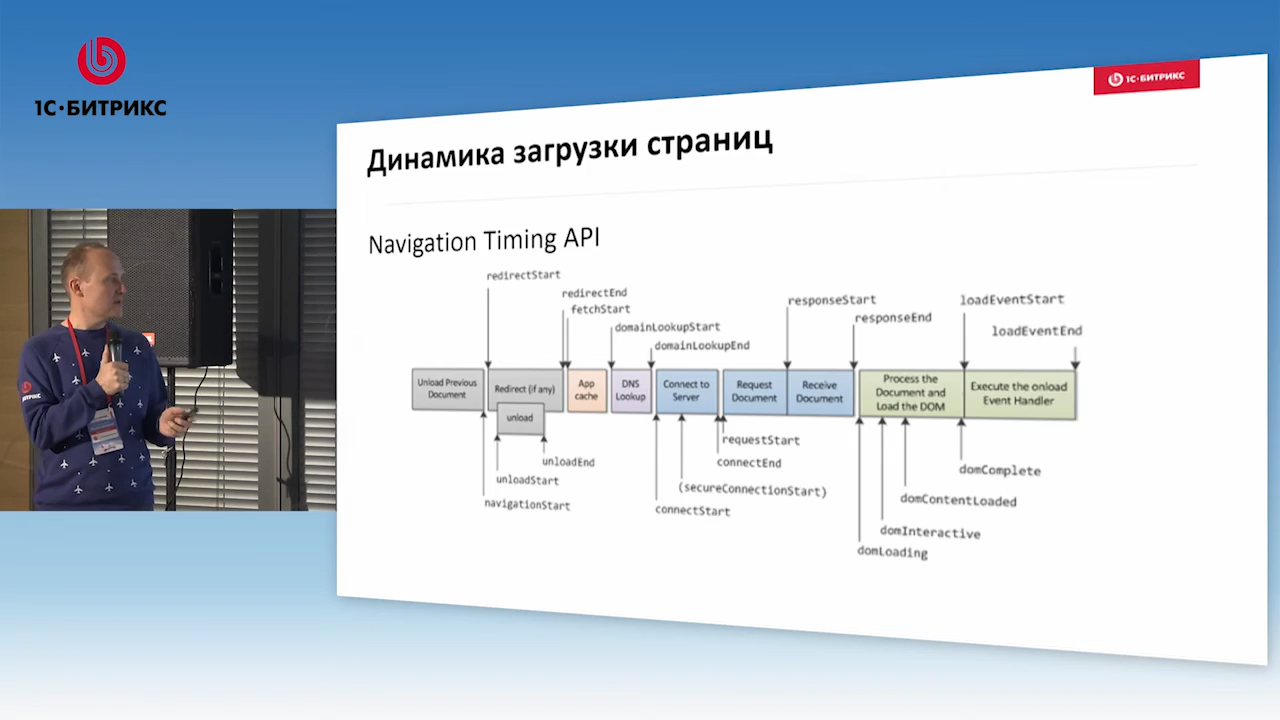 1С·БИТРИКС
1С·БИТРИКС
Динамика загрузки страниц
Navigation Timing API
redirectStart
redirectEnd
fetchStart
domainLookupStart
domainLookupEnd
responseStart
responseEnd
loadEventStart
loadEventEnd
Unload Previous
Document
Redirect (if any)
unload
App
cache
DNS
Lookup
Connect to
Server
Request
Document
Receive
Document
Process the
Document and
Load the DOM
Execute the onload
Event Handler
unloadEnd
unloadStart
navigationStart
requestStart
connectEnd
(secureConnectionStart)
connectStart
domComplete
domContentLoaded
domInteractive
domLoading
БИТРИКС